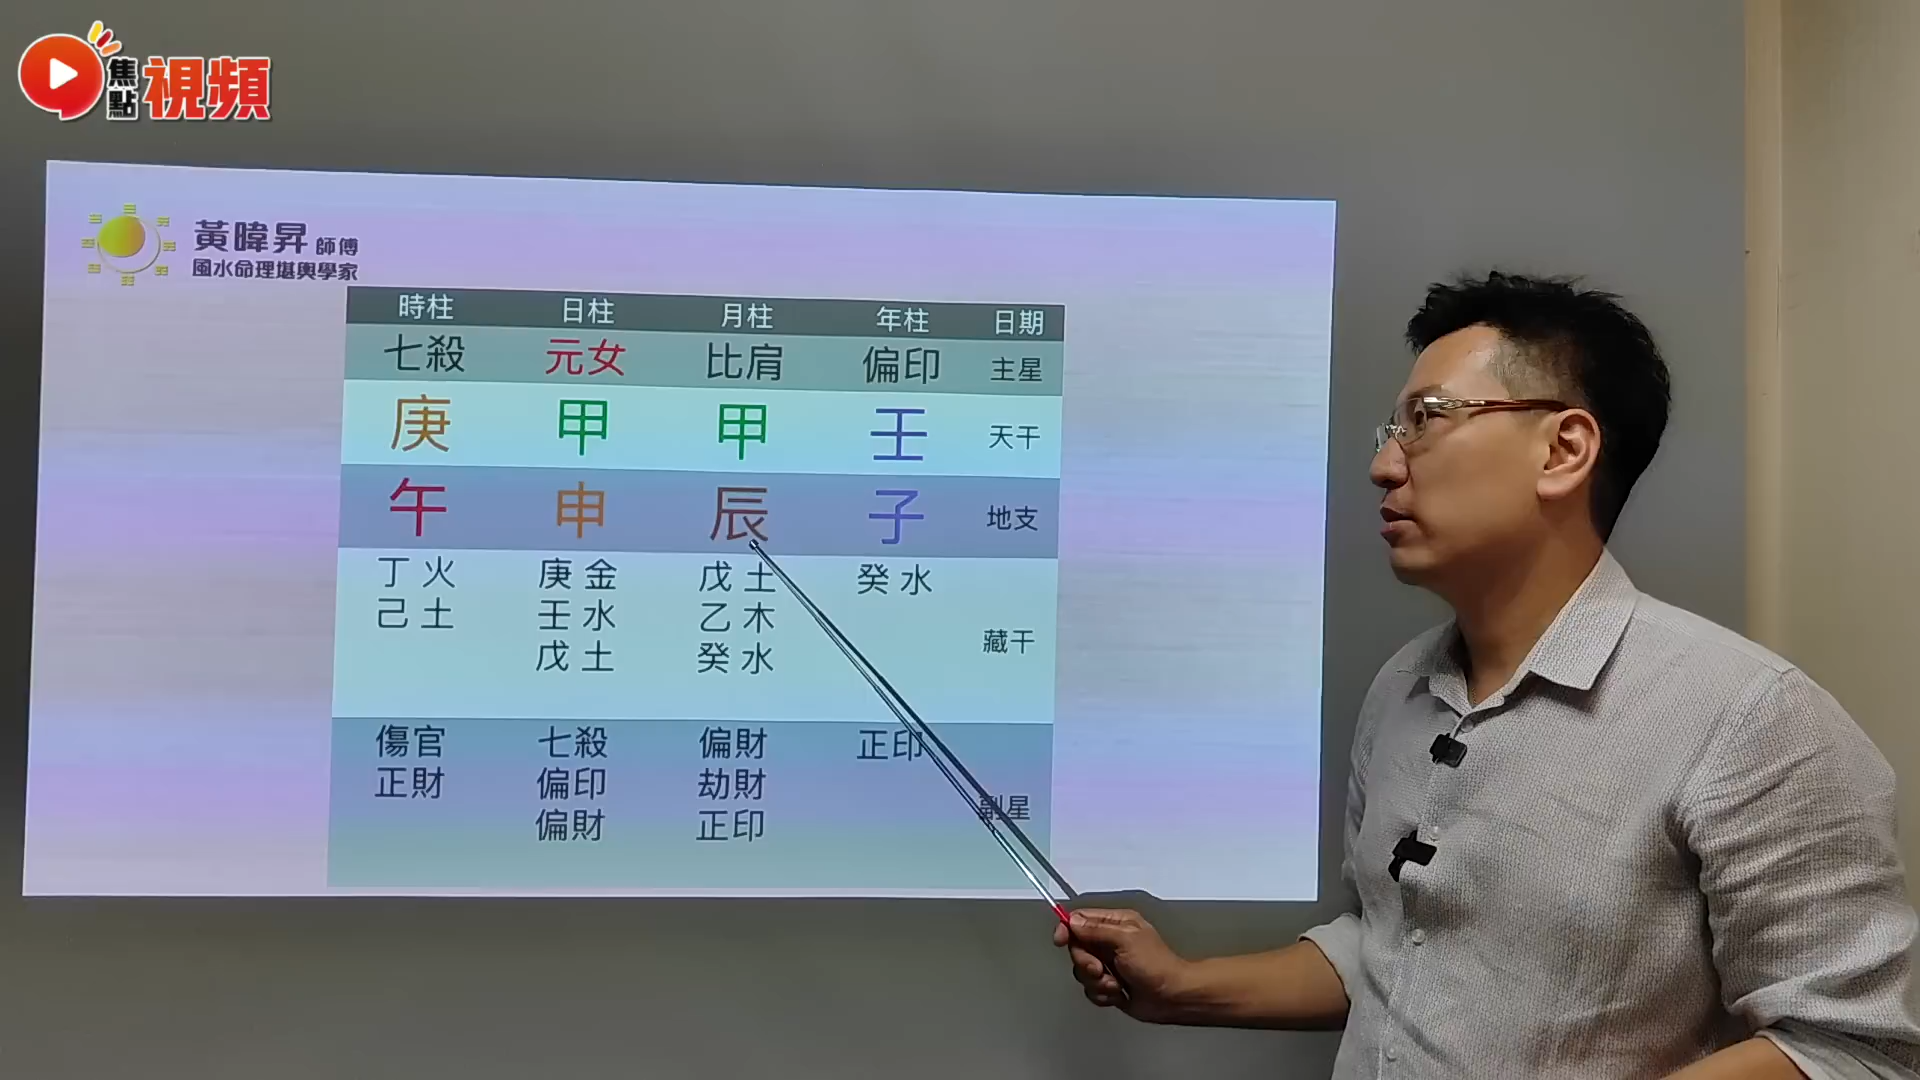 焦點視頻
黃暐昇 師傅
風水命理堪輿學家
時柱 日柱 月柱 年柱 日期
七殺 元女 比肩 偏印 主星
庚 甲 甲 壬 天干
午 申 辰 子 地支
丁火 庚金 戊土 癸水 藏干
己土 壬水 乙木
戊土 癸水
傷官 七殺 偏財 正印 副星
正財 偏印 劫財
偏財 正印